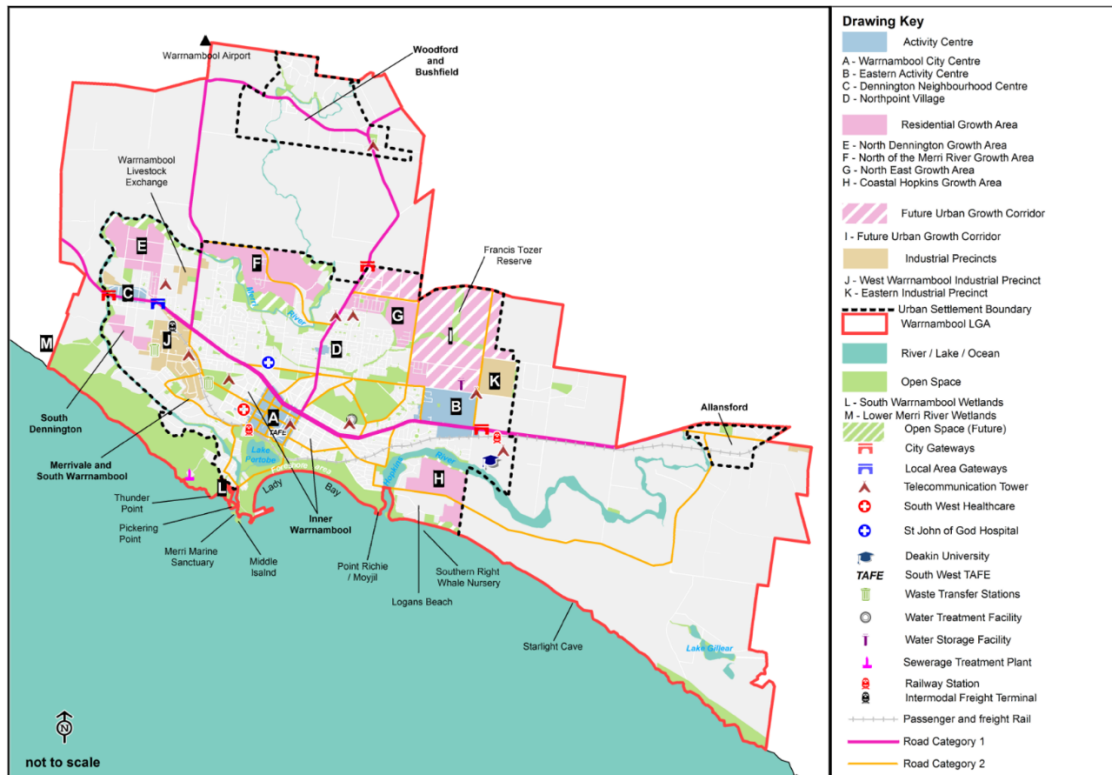 Warrnambool Airport
Woodford
and
Bushfield
Warrnambool
Livestock
Exchange
Francis Tozer
Reserve
E
F
C
Merri
River
G
I
M
J
D
K
A
TAFE
B
Allansford
South
Dennington
Lake
Pertobe
Merrivale and
South Warrnambool
Hopkins
River
H
L
Lady
Bay
Thunder
Point
Pickering
Point
Inner
Warrnambool
Merri Marine
Sanctuary
Middle
Isalnd
Point Richie
/ Moyjil
Southern Right
Whale Nursery
Logans Beach
Starlight Cave
Lake Gillear
N
not to scale
Drawing Key
Activity Centre
A - Warrnambool City Centre
B - Eastern Activity Centre
C - Dennington Neighbourhood Centre
D - Northpoint Village
Residential Growth Area
E - North Dennington Growth Area
F - North of the Merri River Growth Area
G - North East Growth Area
H - Coastal Hopkins Growth Area
Future Urban Growth Corridor
I - Future Urban Growth Corridor
Industrial Precincts
J - West Warrnambool Industrial Precinct
K - Eastern Industrial Precinct
Urban Settlement Boundary
Warrnambool LGA
River / Lake / Ocean
Open Space
L - South Warrnambool Wetlands
M - Lower Merri River Wetlands
Open Space (Future)
City Gateways
Local Area Gateways
Telecommunication Tower
South West Healthcare
St John of God Hospital
Deakin University
TAFE South West TAFE
Waste Transfer Stations
Water Treatment Facility
Water Storage Facility
Sewerage Treatment Plant
Railway Station
Intermodal Freight Terminal
Passenger and freight Rail
Road Category 1
Road Category 2